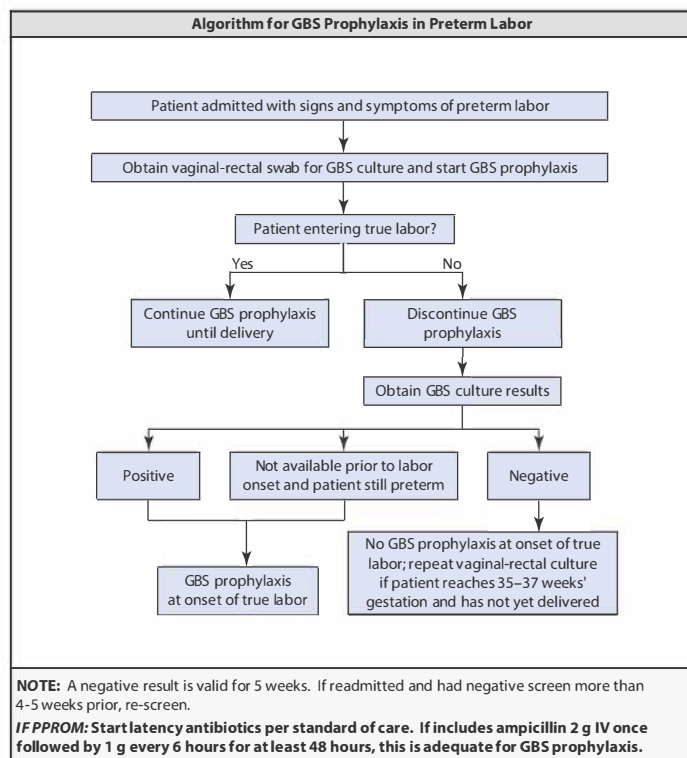 Algorithm for GBS Prophylaxis in Preterm Labor
Patient admitted with signs and symptoms of preterm labor
Obtain vaginal-rectal swab for GBS culture and start GBS prophylaxis
Patient entering true labor?
Yes
No
Continue GBS prophylaxis
until delivery
Discontinue GBS
prophylaxis
Obtain GBS culture results
Positive
Not available prior to labor
onset and patient still preterm
Negative
GBS prophylaxis
at onset of true labor
No GBS prophylaxis at onset of true
labor; repeat vaginal-rectal culture
if patient reaches 35–37 weeks'
gestation and has not yet delivered
NOTE: A negative result is valid for 5 weeks. If readmitted and had negative screen more than
4-5 weeks prior, re-screen.
IF PPROM: Start latency antibiotics per standard of care. If includes ampicillin 2 g IV once
followed by 1 g every 6 hours for at least 48 hours, this is adequate for GBS prophylaxis.